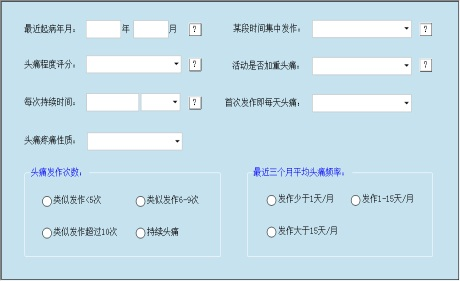 最近起病年月： 年 月 ? 某段时间集中发作： ?
头痛程度评分： ? 活动是否加重头痛： ?
每次持续时间： ? 首次发作即每天头痛：
头痛疼痛性质：
头痛发作次数： 最近三个月平均头痛频率：
类似发作<5次 类似发作6-9次 发作少于1天/月 发作1-15天/月
类似发作超过10次 持续头痛 发作大于15天/月